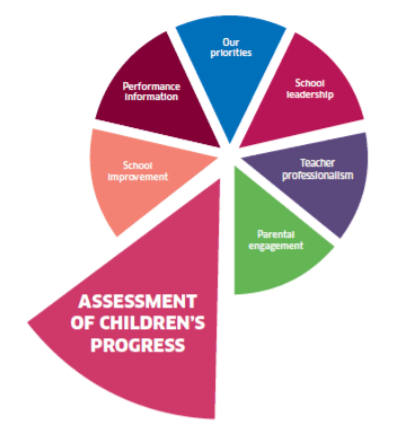 Our
priorities
School
leadership
Teacher
professionalism
Parental
engagement
ASSESSMENT
OF CHILDREN'S
PROGRESS
School
improvement
Performance
information